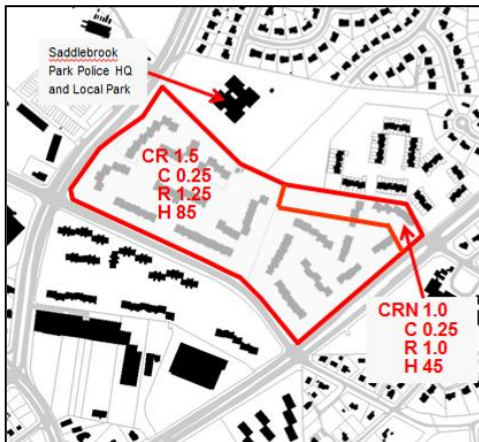 Saddlebrook
Park Police HQ
and Local Park
CR 1.5
C 0.25
R 1.25
H 85
CRN 1.0
C 0.25
R 1.0
H 45